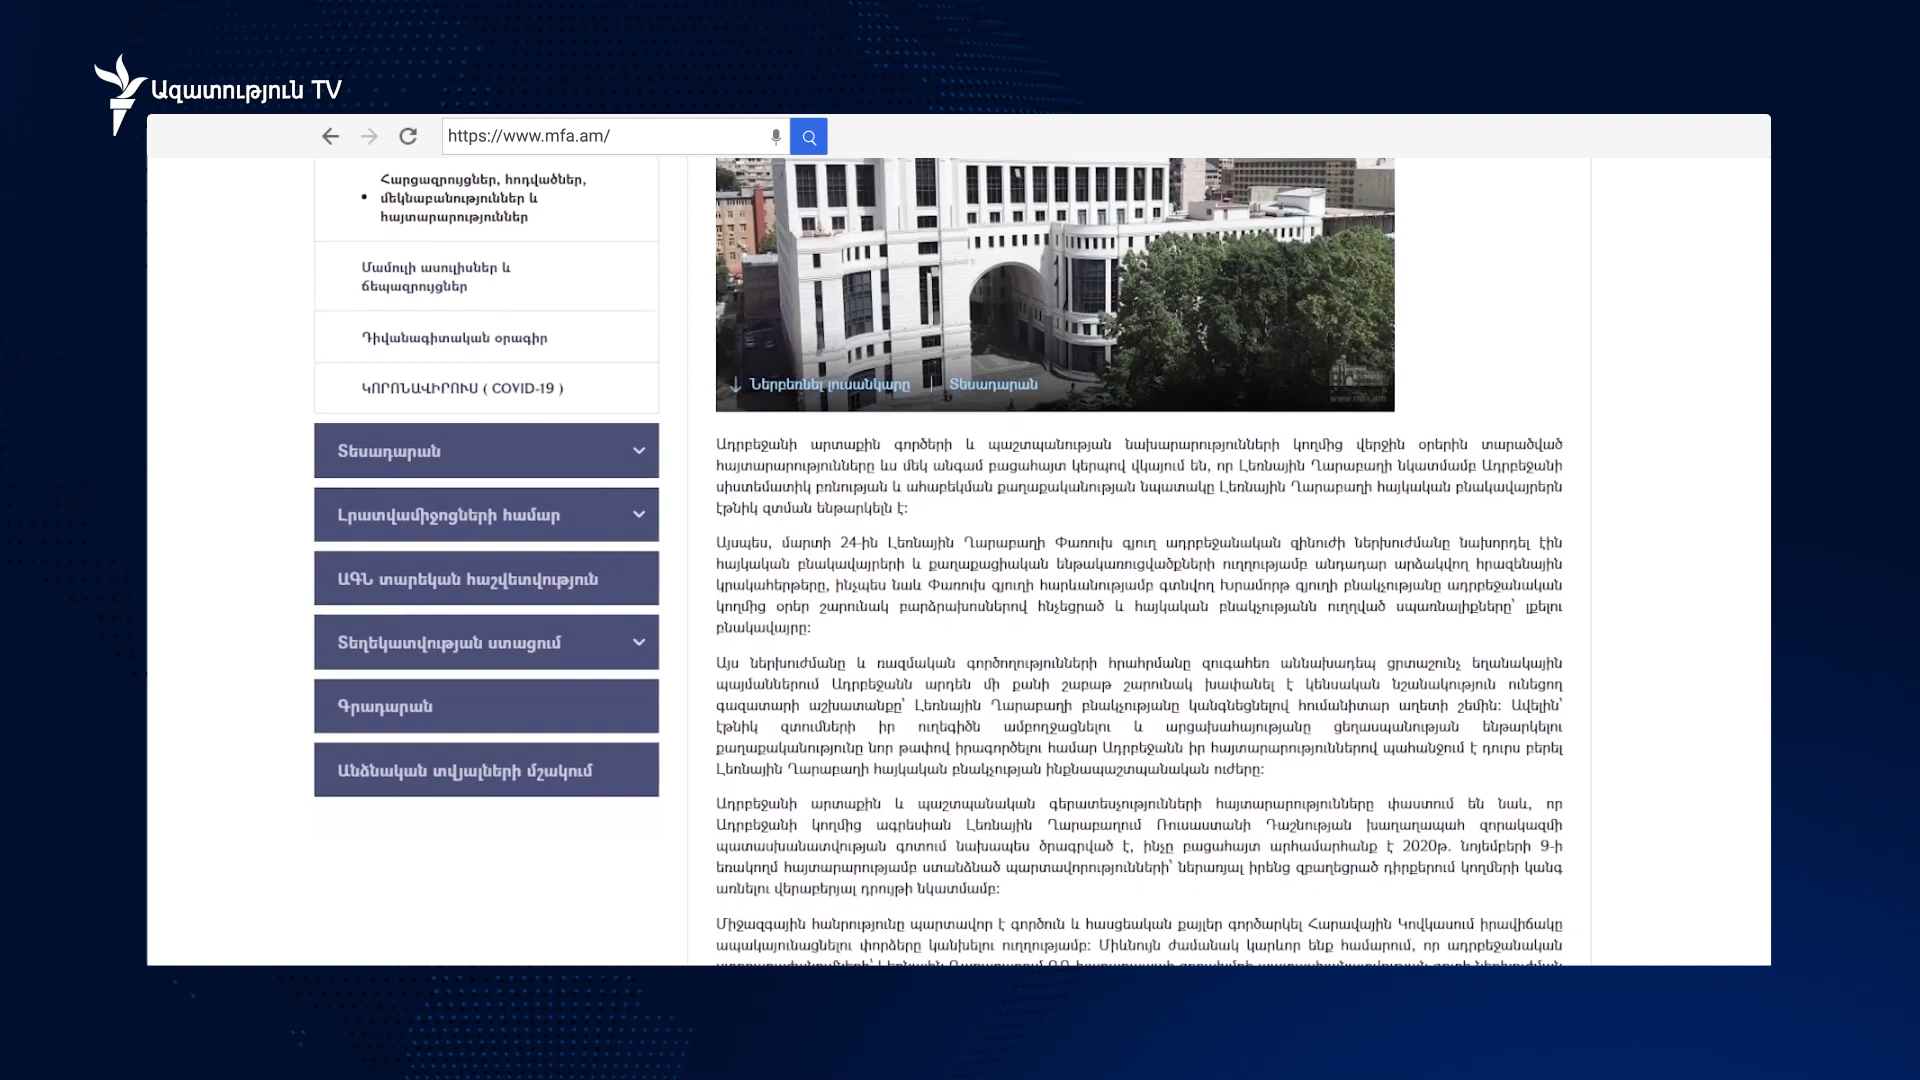 Ազատություն TV
https://www.mfa.am/
Հարցազրույցներ, հոդվածներ,
մեկնաբանություններ և
հայտարարություններ
Մամուլի ասուլիսներ և
ճեպազրույցներ
Դիվանագիտական օրագիր
ԿՈՐՈՆԱՎԻՐՈՒՍ ( COVID-19 )
Տեսադարան
Լրատվամիջոցների համար
ԱԳՆ տարեկան հաշվետվություն
Տեղեկատվության ստացում
Գրադարան
Անձնական տվյալների մշակում
Ներբեռնել լուսանկարը | Տեսադարան
www.mfa.am
Ադրբեջանի արտաքին գործերի և պաշտպանության նախարարությունների կողմից վերջին օրերին տարածված
հայտարարությունները ևս մեկ անգամ բացահայտ կերպով վկայում են, որ Լեռնային Ղարաբաղի նկատմամբ Ադրբեջանի
սիստեմատիկ բռնության և ահաբեկման քաղաքականության նպատակը Լեռնային Ղարաբաղի հայկական բնակավայրերն
էթնիկ զտման ենթարկելն է:
Այսպես, մարտի 24-ին Լեռնային Ղարաբաղի Փառուխ գյուղ ադրբեջանական զինուժի ներխուժմանը նախորդել էին
հայկական բնակավայրերի և քաղաքացիական ենթակառուցվածքների ուղղությամբ անդադար արձակվող հրազենային
կրակահերթերը, ինչպես նաև Փառուխ գյուղի հարևանությամբ գտնվող Խրամորթ գյուղի բնակչությանը ադրբեջանական
կողմից օրեր շարունակ բարձրախոսներով հնչեցրած և հայկական բնակչությանն ուղղված սպառնալիքները՝ լքելու
բնակավայրը:
Այս ներխուժմանը և ռազմական գործողությունների հրահրմանը զուգահեռ աննախադեպ ցրտաշունչ եղանակային
պայմաններում Ադրբեջանն արդեն մի քանի շաբաթ շարունակ խափանել է կենսական նշանակություն ունեցող
գազատարի աշխատանքը՝ Լեռնային Ղարաբաղի բնակչությանը կանգնեցնելով հումանիտար աղետի շեմին: Ավելին՝
էթնիկ զտումների իր ուղեգիծն ամբողջացնելու և արցախահայությանը ցեղասպանության ենթարկելու
քաղաքականությունը նոր թափով իրագործելու համար Ադրբեջանն իր հայտարարություններով պահանջում է դուրս բերել
Լեռնային Ղարաբաղի հայկական բնակչության ինքնապաշտպանական ուժերը:
Ադրբեջանի արտաքին և պաշտպանական գերատեսչությունների հայտարարությունները փաստում են նաև, որ
Ադրբեջանի կողմից ագրեսիան Լեռնային Ղարաբաղում Ռուսաստանի Դաշնության խաղաղապահ զորակազմի
պատասխանատվության գոտում նախապես ծրագրված է, ինչը բացահայտ արհամարհանք է 2020թ. նոյեմբերի 9-ի
եռակողմ հայտարարությամբ ստանձնած պարտավորությունների՝ ներառյալ իրենց զբաղեցրած դիրքերում կողմերի կանգ
առնելու վերաբերյալ դրույթի նկատմամբ:
Միջազգային հանրությունը պարտավոր է գործուն և հասցեական քայլեր գործարկել Հարավային Կովկասում իրավիճակը
ապակայունացնելու փորձերը կանխելու ուղղությամբ: Միևնույն ժամանակ կարևոր ենք համարում, որ ադրբեջանական